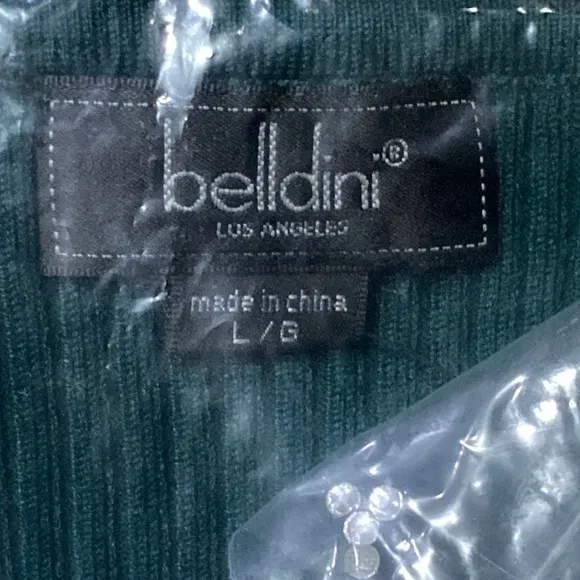 belldini®
LOS ANGELES
made in china
L/G